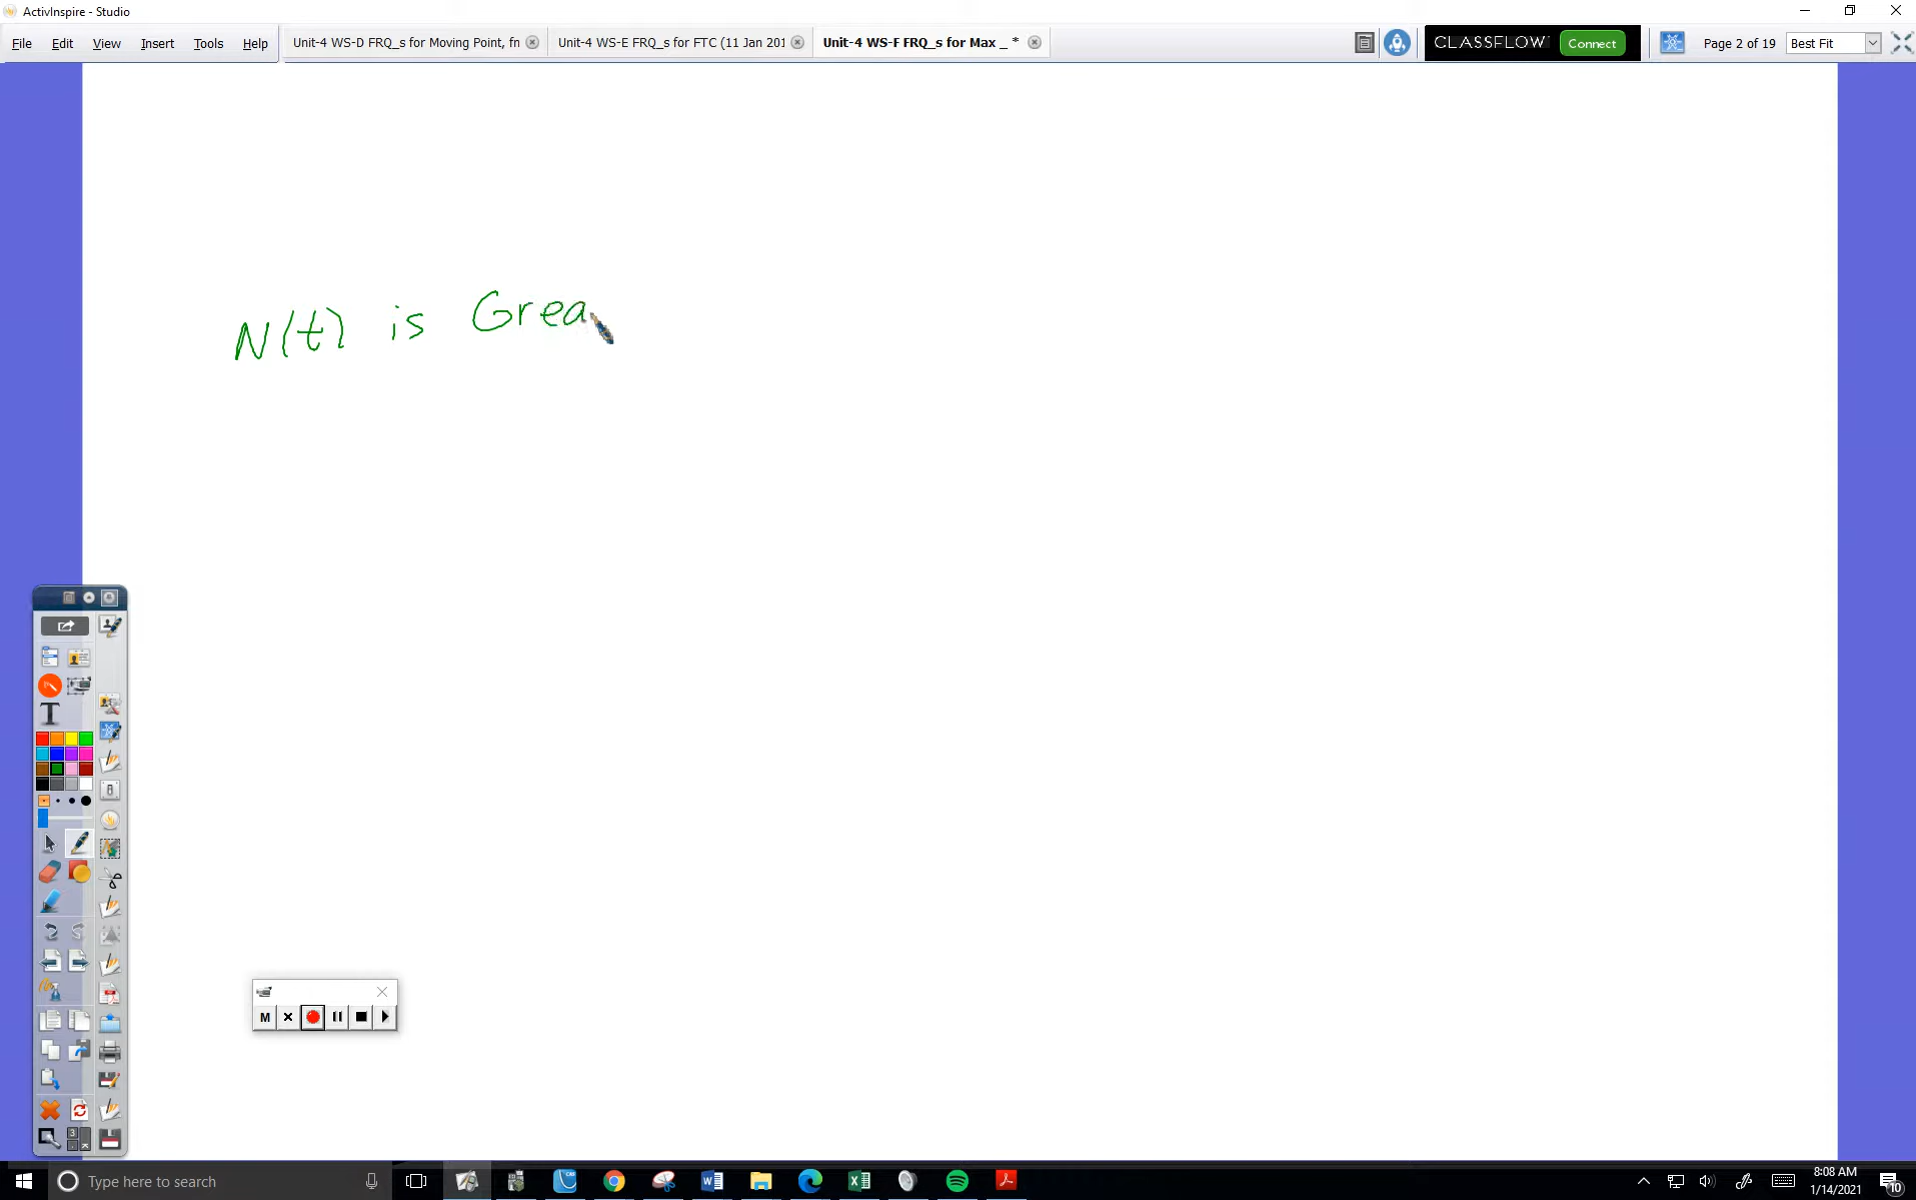 ActivInspire - Studio
File Edit View Insert Tools Help
Unit-4 WS-D FRQ_s for Moving Point, fn
Unit-4 WS-E FRQ_s for FTC (11 Jan 201
Unit-4 WS-F FRQ_s for Max _ *
CLASSFLOW Connect
Page 2 of 19
Best Fit
N(t) is Grea
T
3
M
Type here to search
8:08 AM
1/14/2021
10